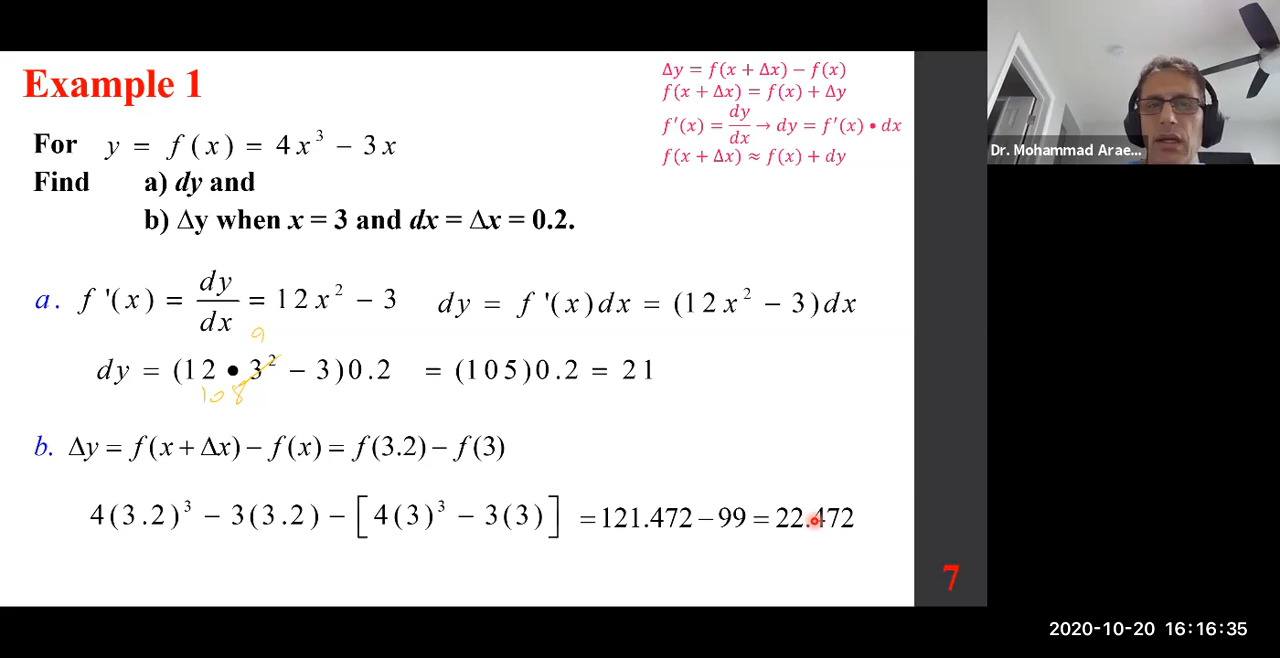 Example 1
Δy = f(x + Δx) − f(x)
f(x + Δx) = f(x) + Δy
f′(x) = dy/dx → dy = f′(x) • dx
f(x + Δx) ≈ f(x) + dy
Dr. Mohammad Arae...
For y = f(x) = 4x³ − 3x
Find a) dy and
b) Δy when x = 3 and dx = Δx = 0.2.
a. f '(x) = dy/dx = 12x² − 3 dy = f '(x)dx = (12x² − 3)dx
9
dy = (12 • 3² − 3)0.2 = (105)0.2 = 21
108
b. Δy = f(x + Δx) − f(x) = f(3.2) − f(3)
4(3.2)³ − 3(3.2) − [4(3)³ − 3(3)] = 121.472 − 99 = 22.472
7
2020-10-20 16:16:35